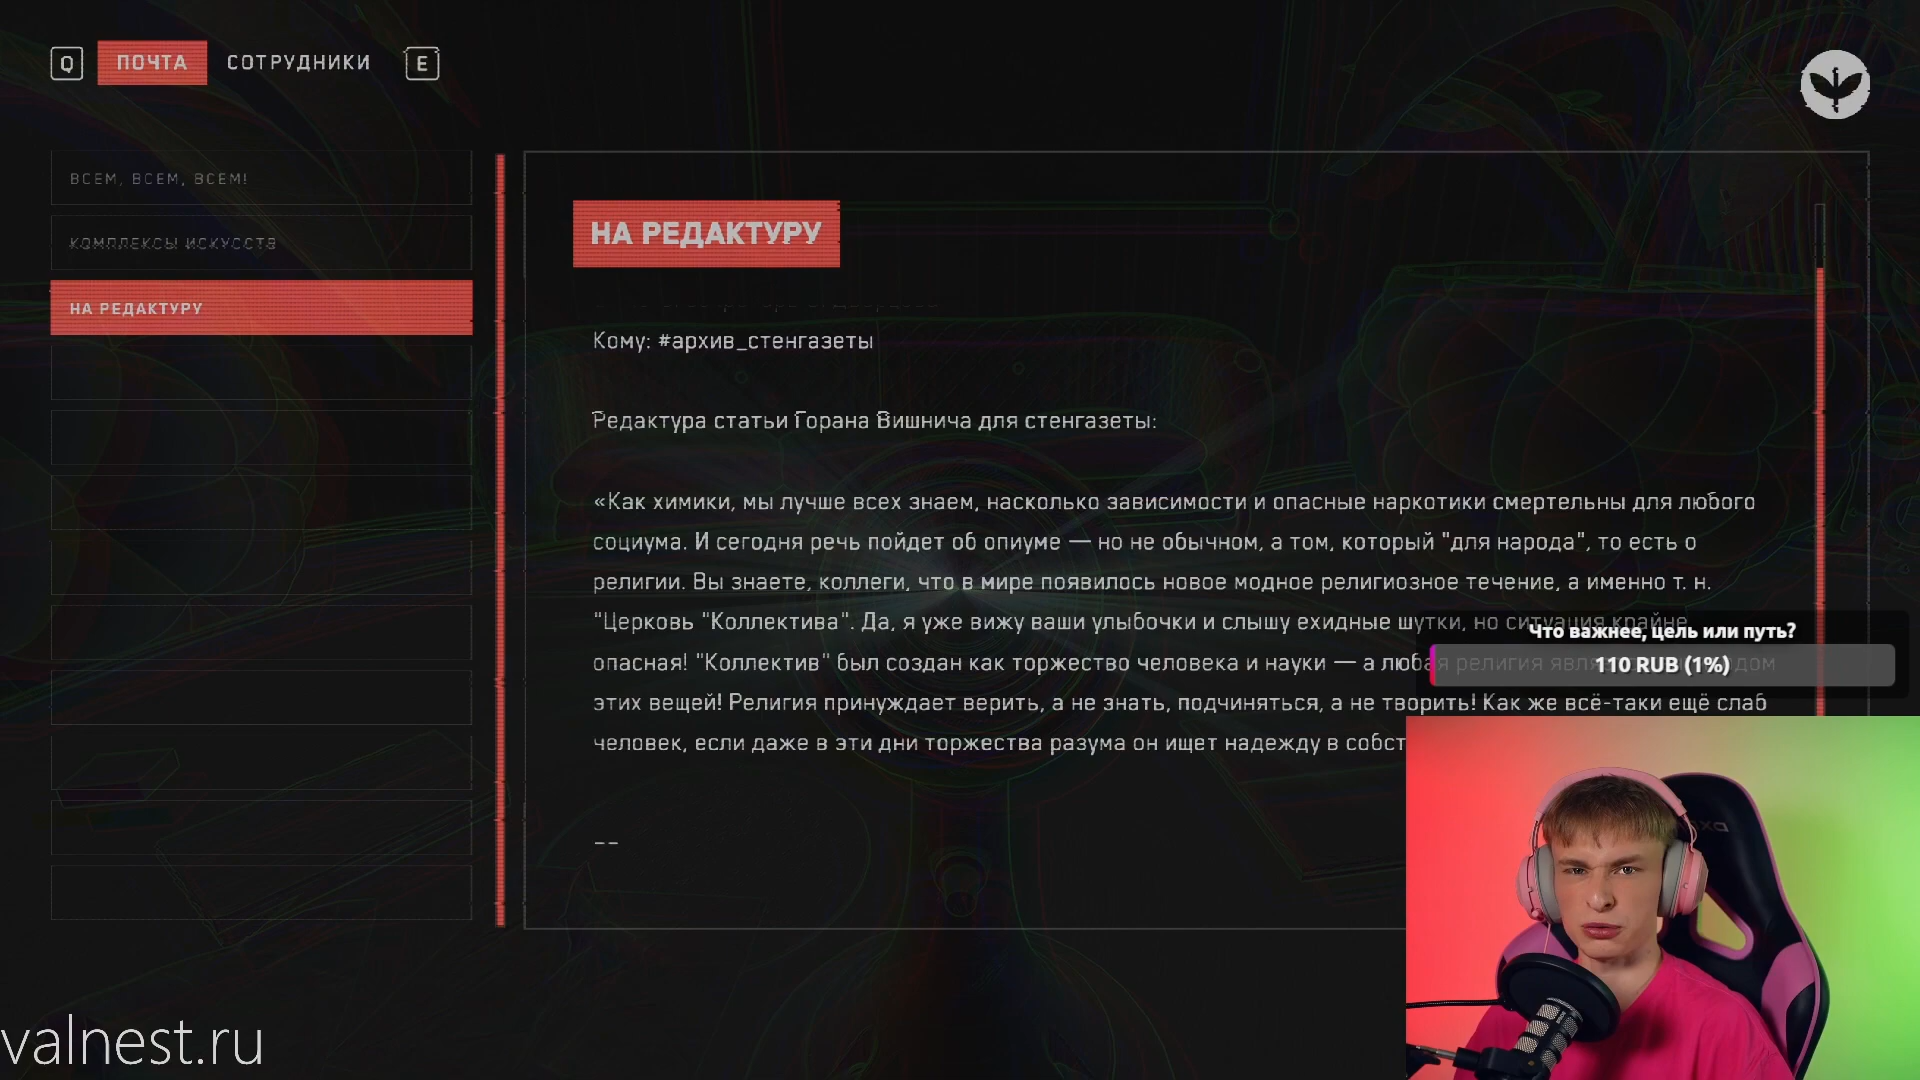 Q ПОЧТА СОТРУДНИКИ E
ВСЕМ, ВСЕМ, ВСЕМ!
КОМПЛЕКСЫ ИСКУССТВ
НА РЕДАКТУРУ
НА РЕДАКТУРУ
Кому: #архив_стенгазеты
Редактура статьи Горана Вишнича для стенгазеты:
«Как химики, мы лучше всех знаем, насколько зависимости и опасные наркотики смертельны для любого
социума. И сегодня речь пойдет об опиуме — но не обычном, а том, который "для народа", то есть о
религии. Вы знаете, коллеги, что в мире появилось новое модное религиозное течение, а именно т. н.
"Церковь "Коллектива". Да, я уже вижу ваши улыбочки и слышу ехидные шутки, но ситуация крайне
опасная! "Коллектив" был создан как торжество человека и науки — а любая религия
этих вещей! Религия принуждает верить, а не знать, подчиняться, а не творить! Как же всё-таки ещё слаб
человек, если даже в эти дни торжества разума он ищет надежду в собст
--
Что важнее, цель или путь?
110 RUB (1%)
valnest.ru